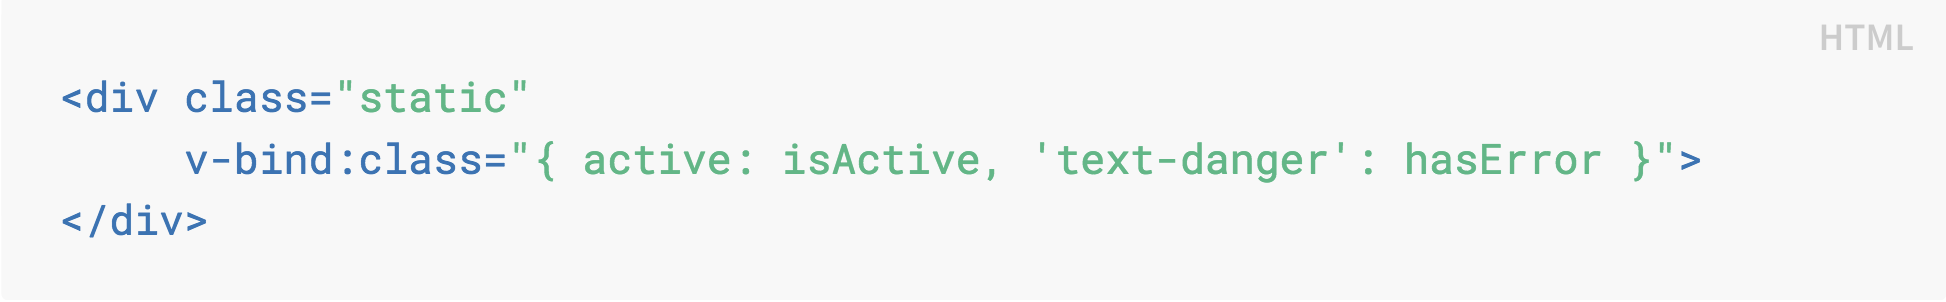 HTML
<div class="static"
     v-bind:class="{ active: isActive, 'text-danger': hasError }">
</div>